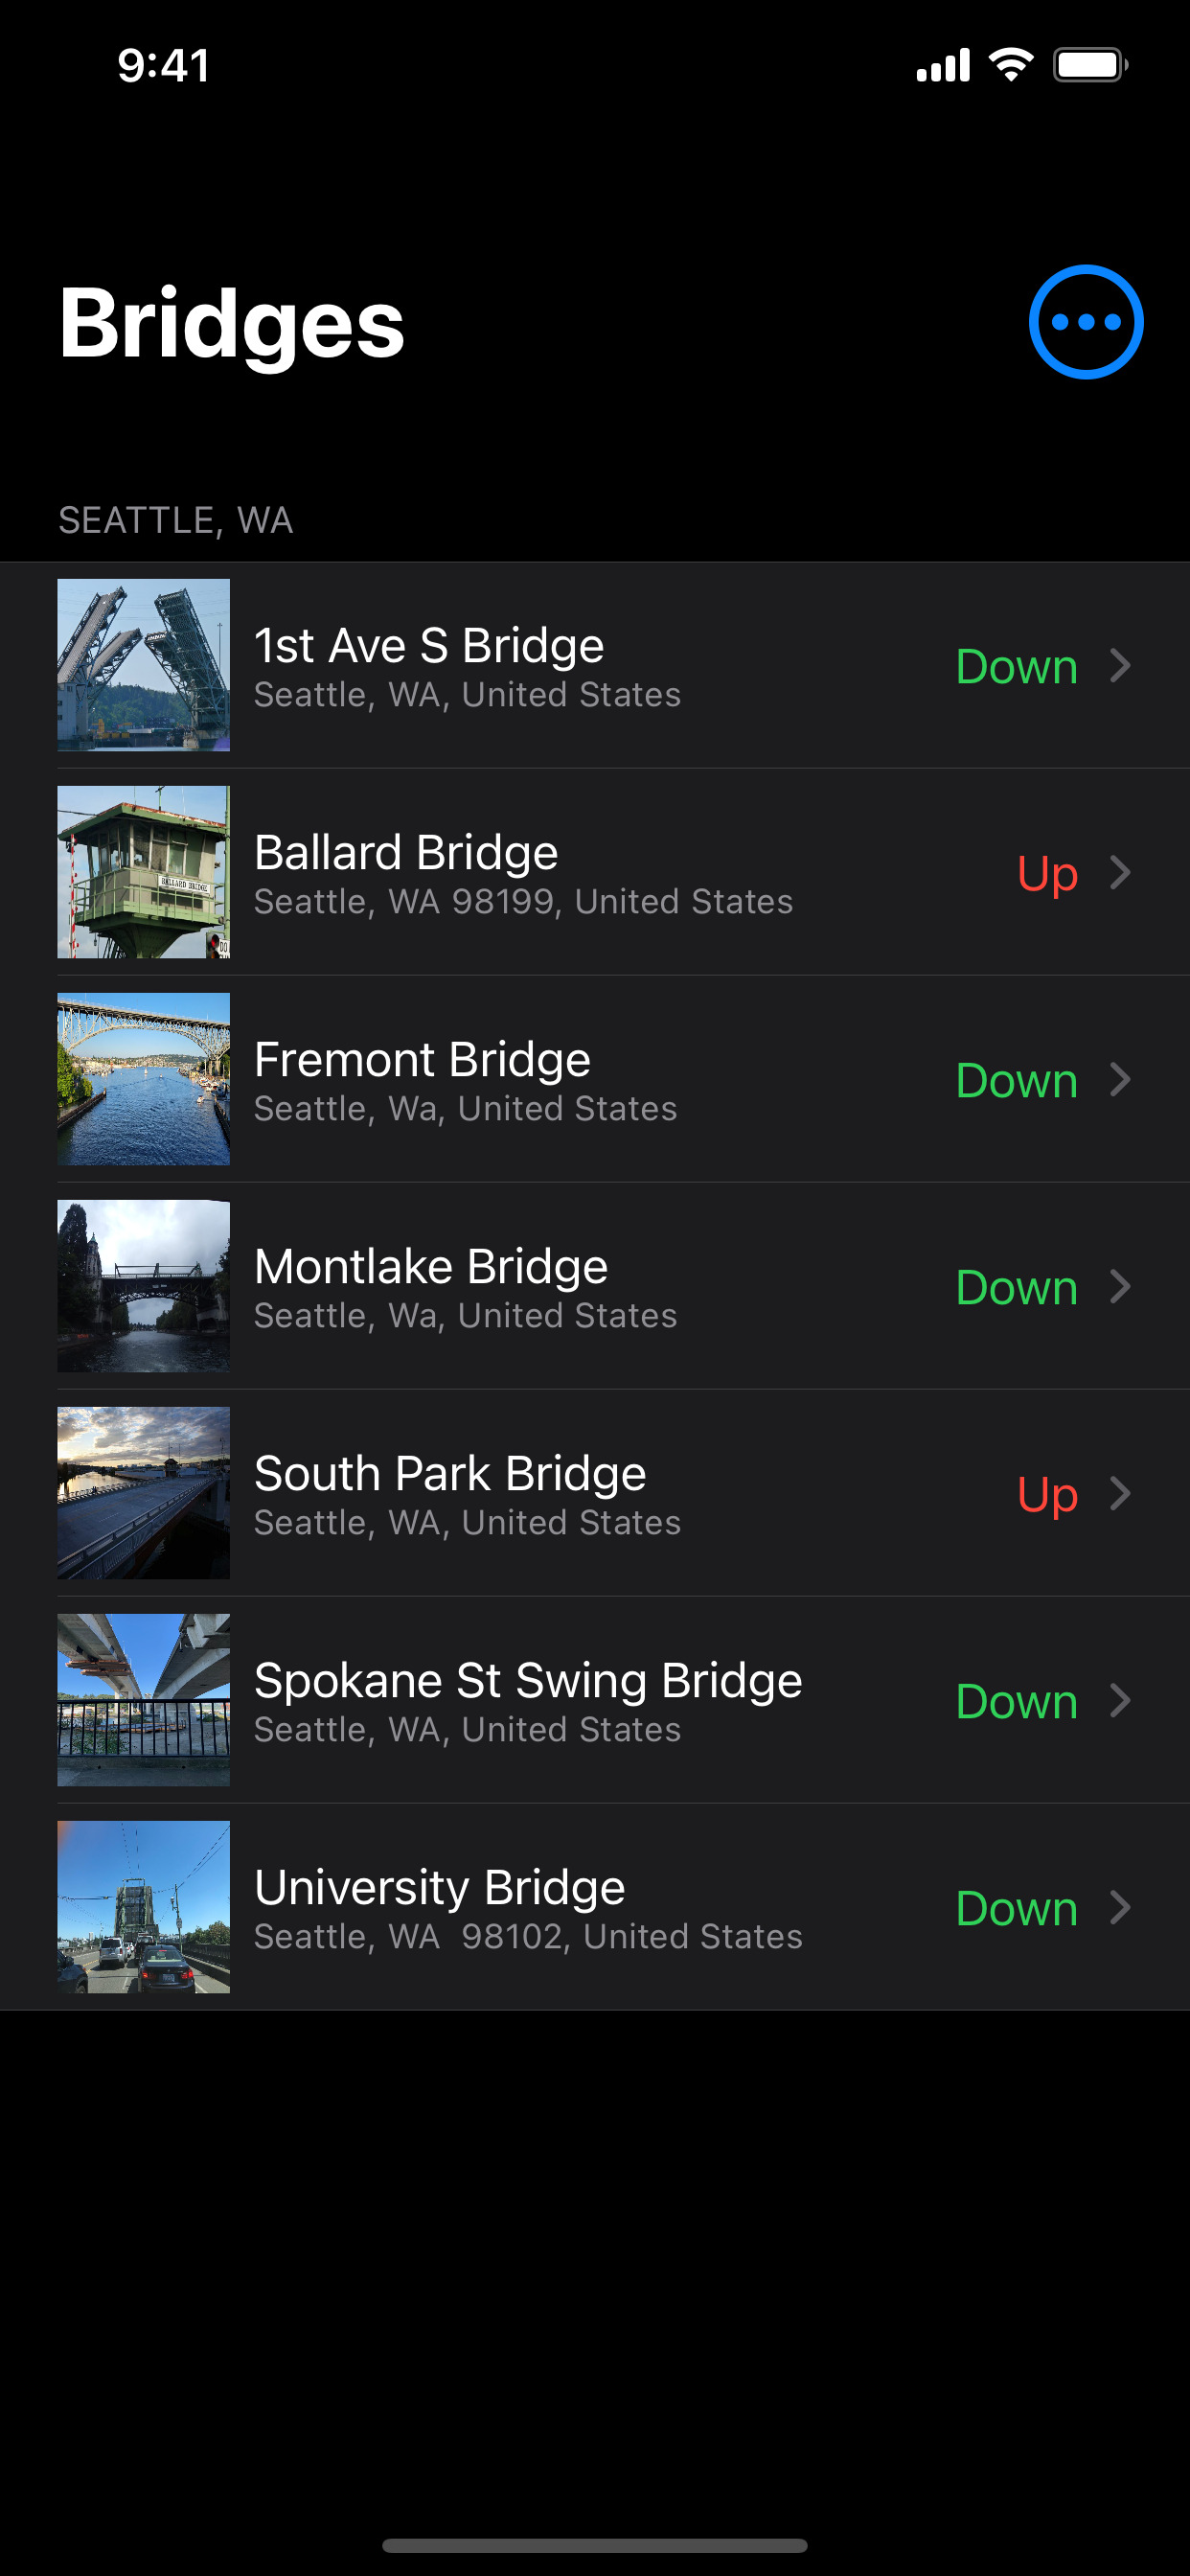 9:41
Bridges
SEATTLE, WA
1st Ave S Bridge
Seattle, WA, United States
Down
BALLARD BRIDGE
Ballard Bridge
Seattle, WA 98199, United States
Up
Fremont Bridge
Seattle, Wa, United States
Down
Montlake Bridge
Seattle, Wa, United States
Down
South Park Bridge
Seattle, WA, United States
Up
Spokane St Swing Bridge
Seattle, WA, United States
Down
University Bridge
Seattle, WA  98102, United States
Down